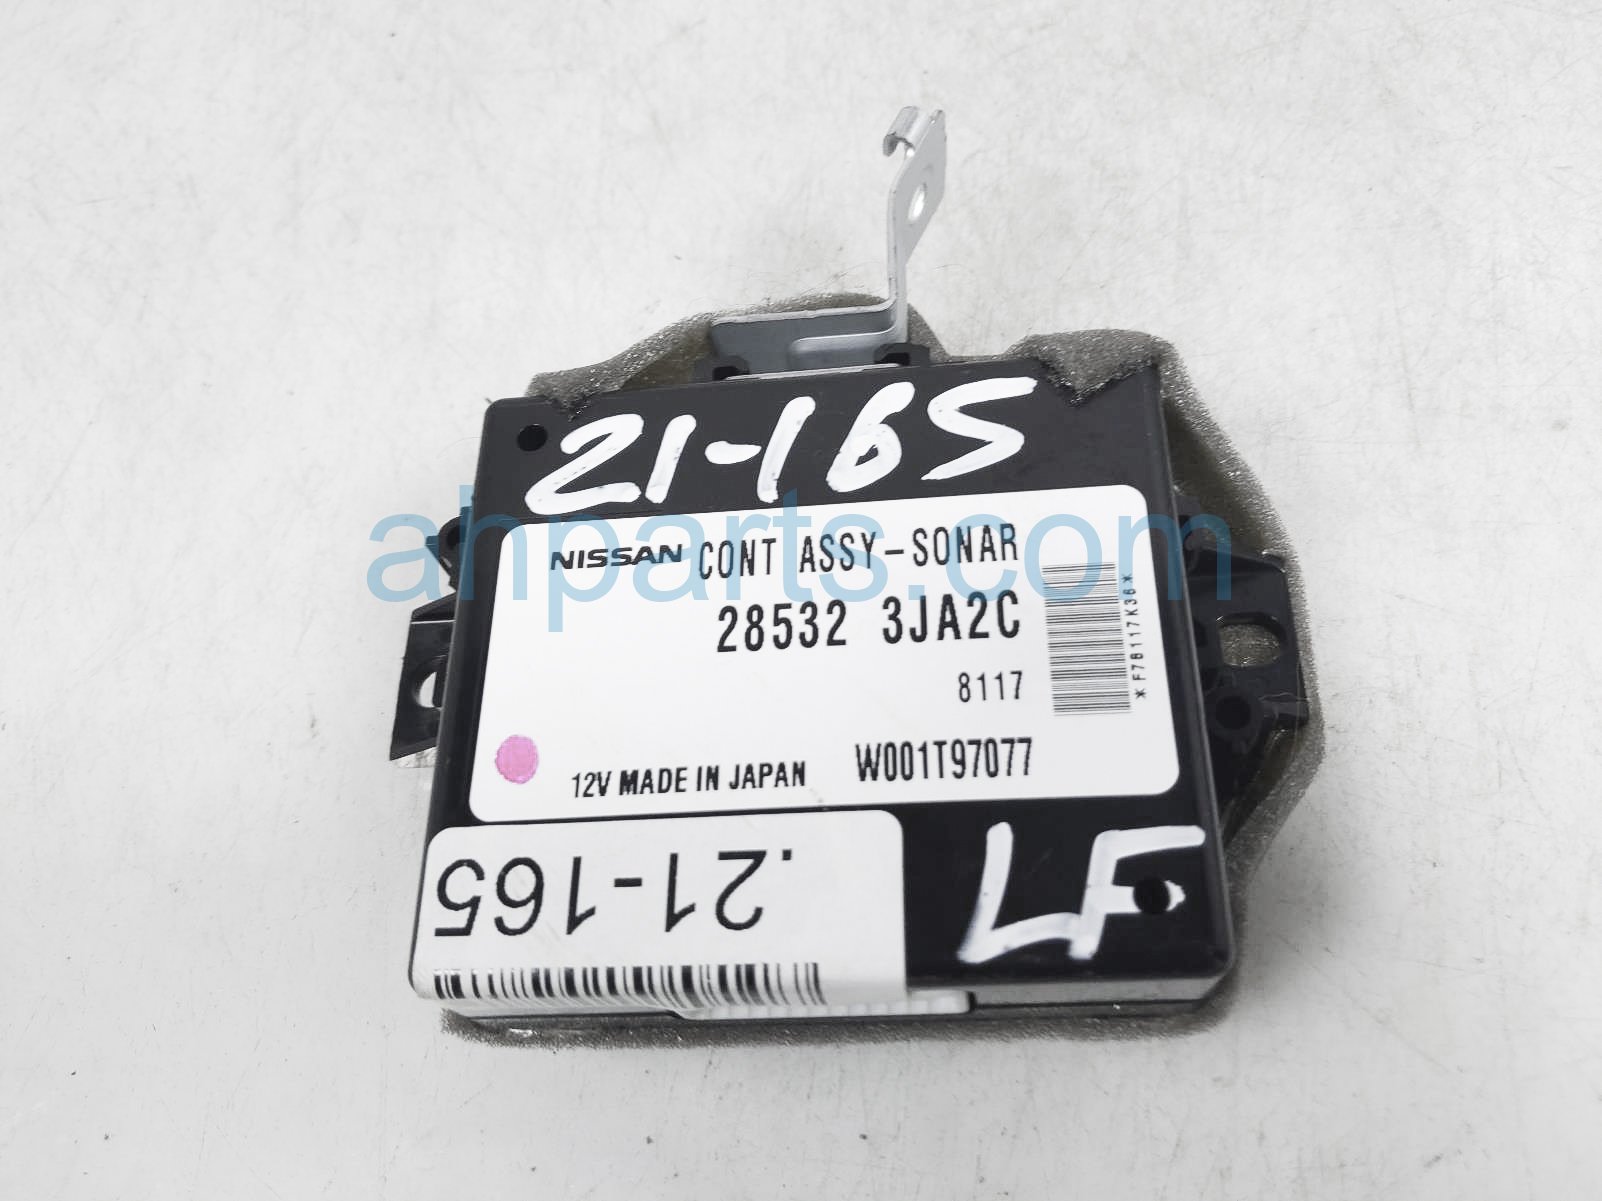 21-165
NISSAN CONT ASSY-SONAR
28532 3JA2C
8117
*F78117K36*
12V MADE IN JAPAN W001T97077
ahparts.com
.21-165
LF